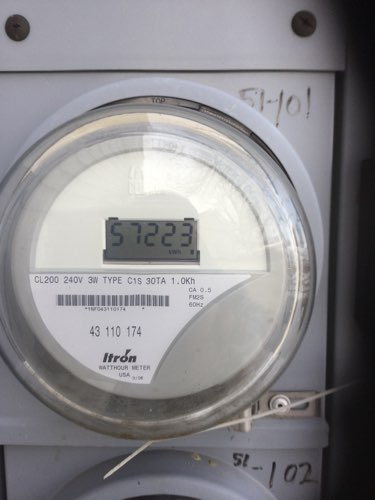 TOP
51-101
57223
kWh
CL200 240V 3W TYPE C1S 30TA 1.0Kh
CA 0.5
FM2S
60Hz
43 110 174
Itrón
WATTHOUR METER
USA
51-102